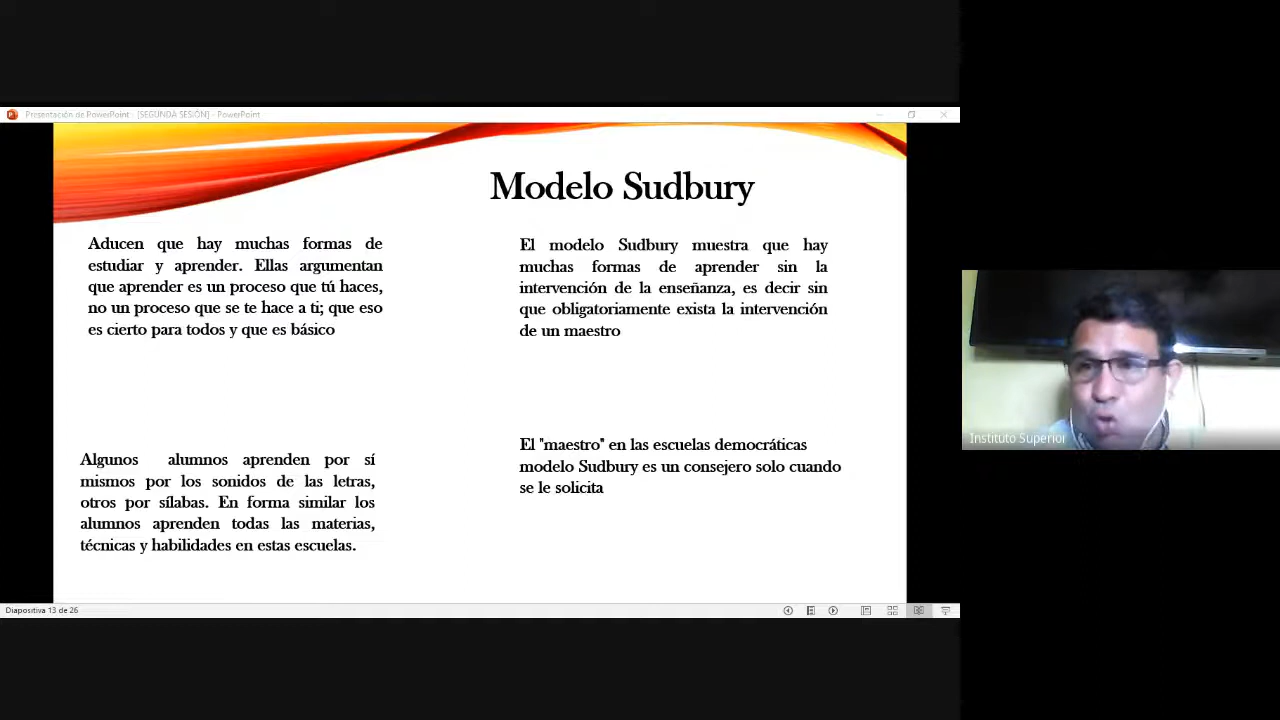 Presentación de PowerPoint - [SEGUNDA SESIÓN] - PowerPoint
Modelo Sudbury
Aducen que hay muchas formas de
estudiar y aprender. Ellas argumentan
que aprender es un proceso que tú haces,
no un proceso que se te hace a ti; que eso
es cierto para todos y que es básico
El modelo Sudbury muestra que hay
muchas formas de aprender sin la
intervención de la enseñanza, es decir sin
que obligatoriamente exista la intervención
de un maestro
Algunos alumnos aprenden por sí
mismos por los sonidos de las letras,
otros por sílabas. En forma similar los
alumnos aprenden todas las materias,
técnicas y habilidades en estas escuelas.
El "maestro" en las escuelas democráticas
modelo Sudbury es un consejero solo cuando
se le solicita
Instituto Superior
Diapositiva 13 de 26